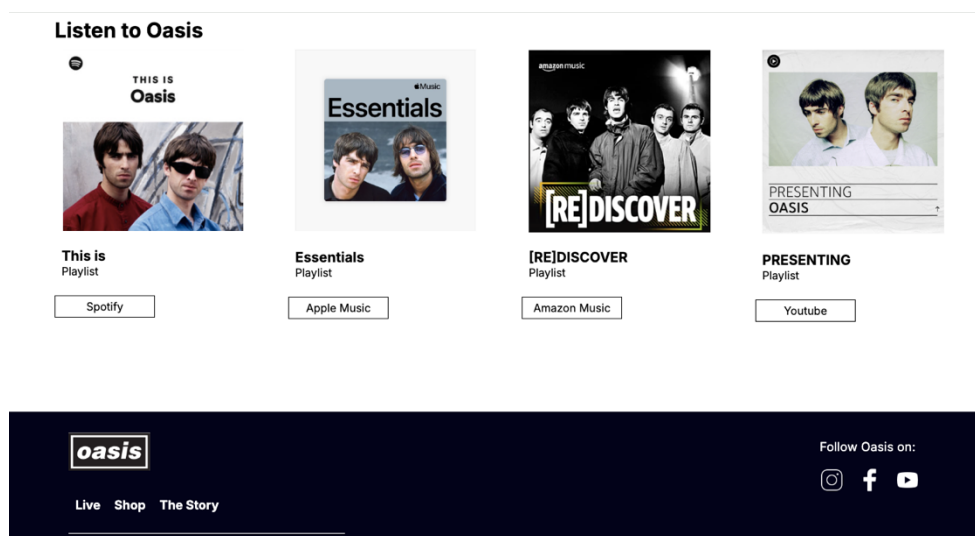 Listen to Oasis
THIS IS
Oasis
Music
Essentials
amazon music
[RE]DISCOVER
PRESENTING
OASIS
This is
Playlist
Spotify
Essentials
Playlist
Apple Music
[RE]DISCOVER
Playlist
Amazon Music
PRESENTING
Playlist
Youtube
oasis
Live Shop The Story
Follow Oasis on: